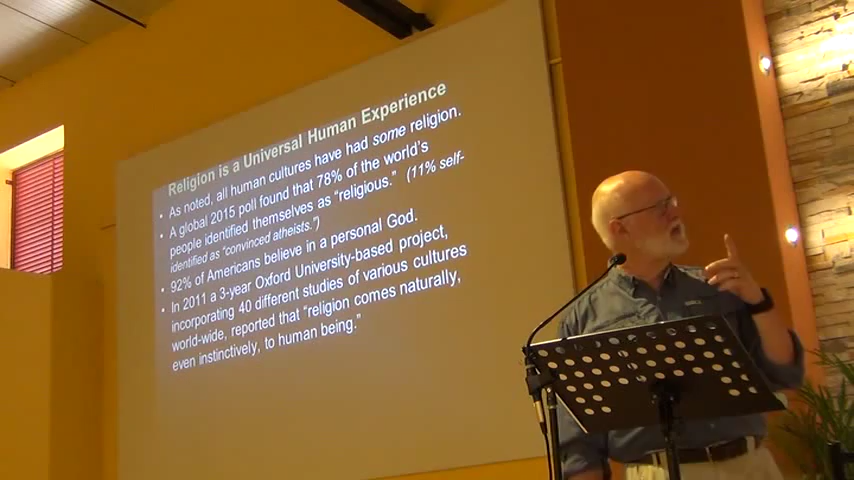 Religion is a Universal Human Experience
• As noted, all human cultures have had some religion.
• A global 2015 poll found that 78% of the world's
people identified themselves as "religious." (11% self-
identified as "convinced atheists.")
• 92% of Americans believe in a personal God.
• In 2011 a 3-year Oxford University-based project,
incorporating 40 different studies of various cultures
world-wide, reported that "religion comes naturally,
even instinctively, to human being."